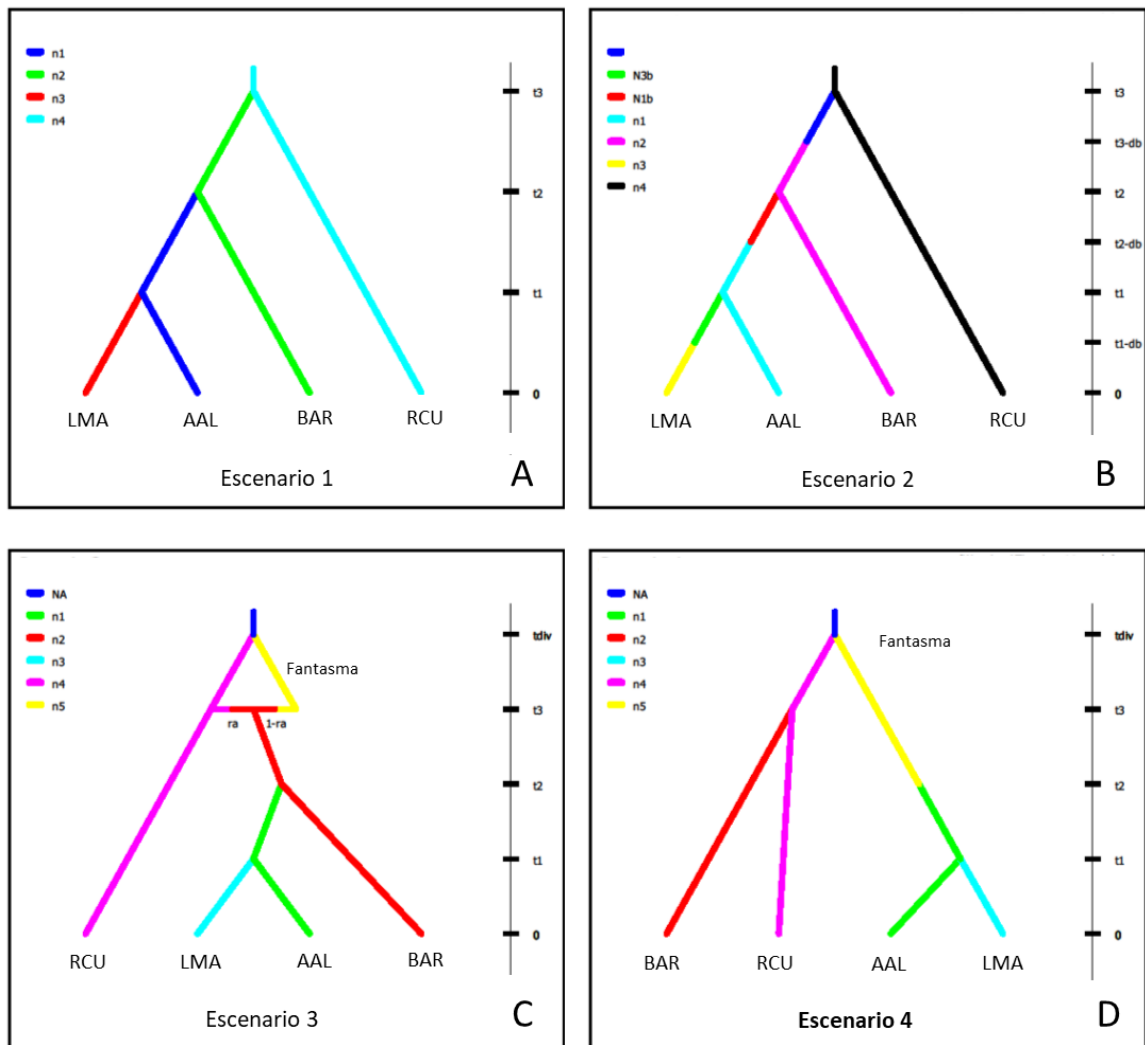 n1
n2
n3
n4
t3
t2
t1
0
LMA AAL BAR RCU
Escenario 1 A
N3b
N1b
n1
n2
n3
n4
t3
t3-db
t2
t2-db
t1
t1-db
0
LMA AAL BAR RCU
Escenario 2 B
NA
n1
n2
n3
n4
n5
Fantasma
ra 1-ra
tdiv
t3
t2
t1
0
RCU LMA AAL BAR
Escenario 3 C
NA
n1
n2
n3
n4
n5
Fantasma
tdiv
t3
t2
t1
0
BAR RCU AAL LMA
Escenario 4 D